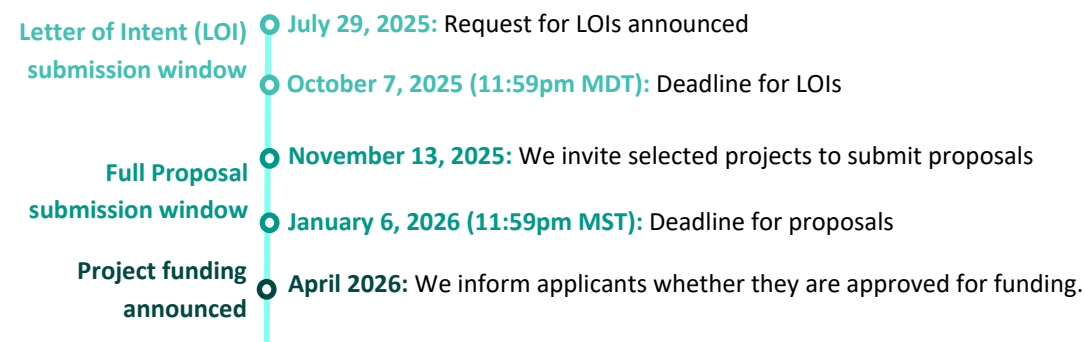 Letter of Intent (LOI)
submission window
July 29, 2025: Request for LOIs announced
October 7, 2025 (11:59pm MDT): Deadline for LOIs
Full Proposal
submission window
November 13, 2025: We invite selected projects to submit proposals
January 6, 2026 (11:59pm MST): Deadline for proposals
Project funding
announced
April 2026: We inform applicants whether they are approved for funding.